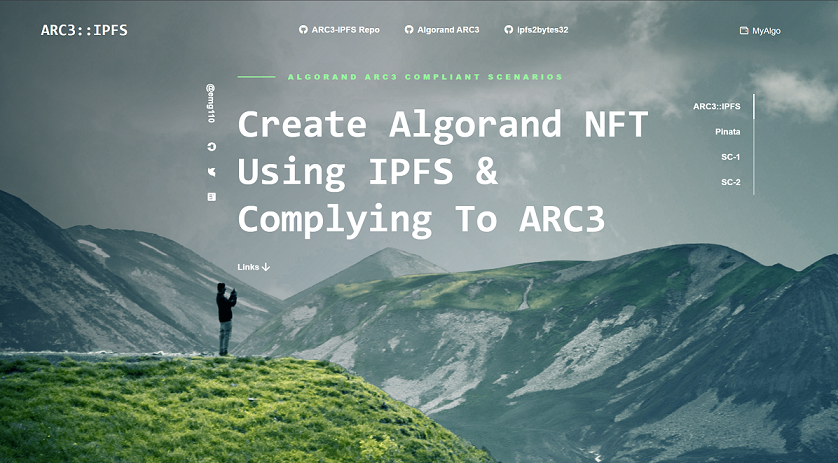 ARC3::IPFS
ARC3-IPFS Repo
Algorand ARC3
ipfs2bytes32
MyAlgo
ALGORAND ARC3 COMPLIANT SCENARIOS
@emg110
Create Algorand NFT
Using IPFS &
Complying To ARC3
Links
ARC3::IPFS
Pinata
SC-1
SC-2